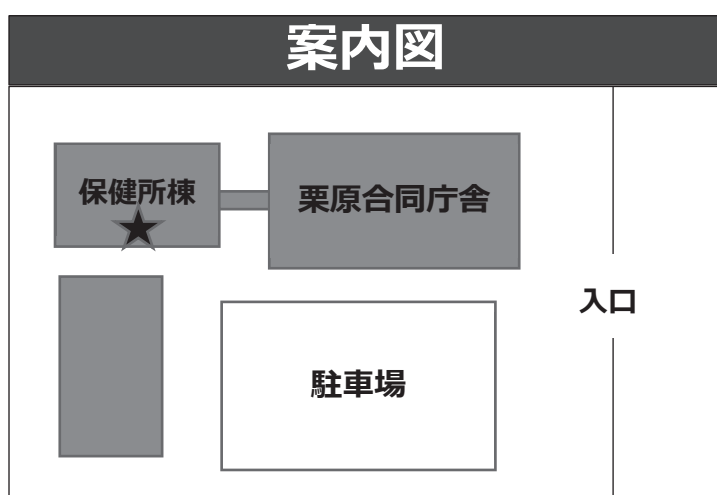 案内図
保健所棟
栗原合同庁舎
入口
駐車場